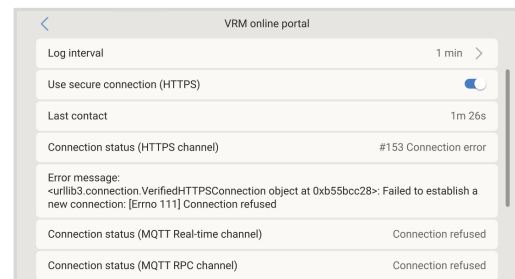 VRM online portal
Log interval 1 min
Use secure connection (HTTPS)
Last contact 1m 26s
Connection status (HTTPS channel) #153 Connection error
Error message:
<urllib3.connection.VerifiedHTTPSConnection object at 0xb55bcc28>: Failed to establish a
new connection: [Errno 111] Connection refused
Connection status (MQTT Real-time channel) Connection refused
Connection status (MQTT RPC channel) Connection refused